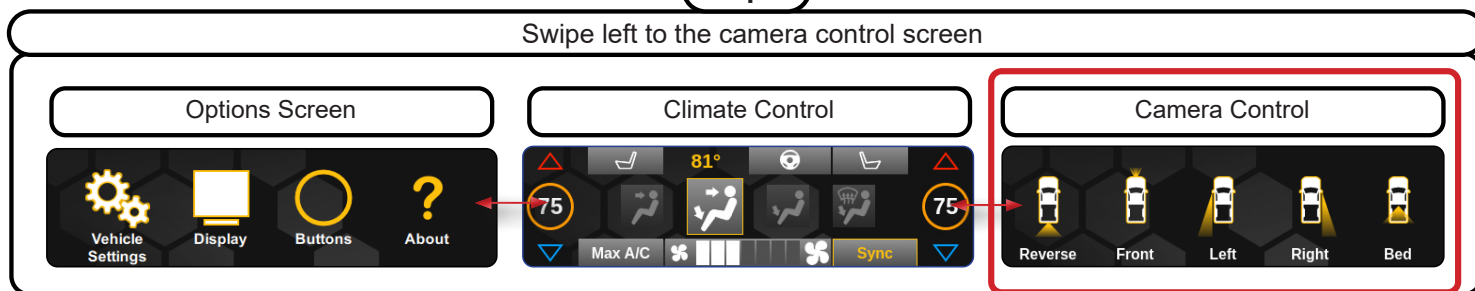 Swipe left to the camera control screen
Options Screen
Climate Control
Camera Control
81°
75
75
Vehicle
Settings
Display
Buttons
?
About
Max A/C
Sync
Reverse
Front
Left
Right
Bed